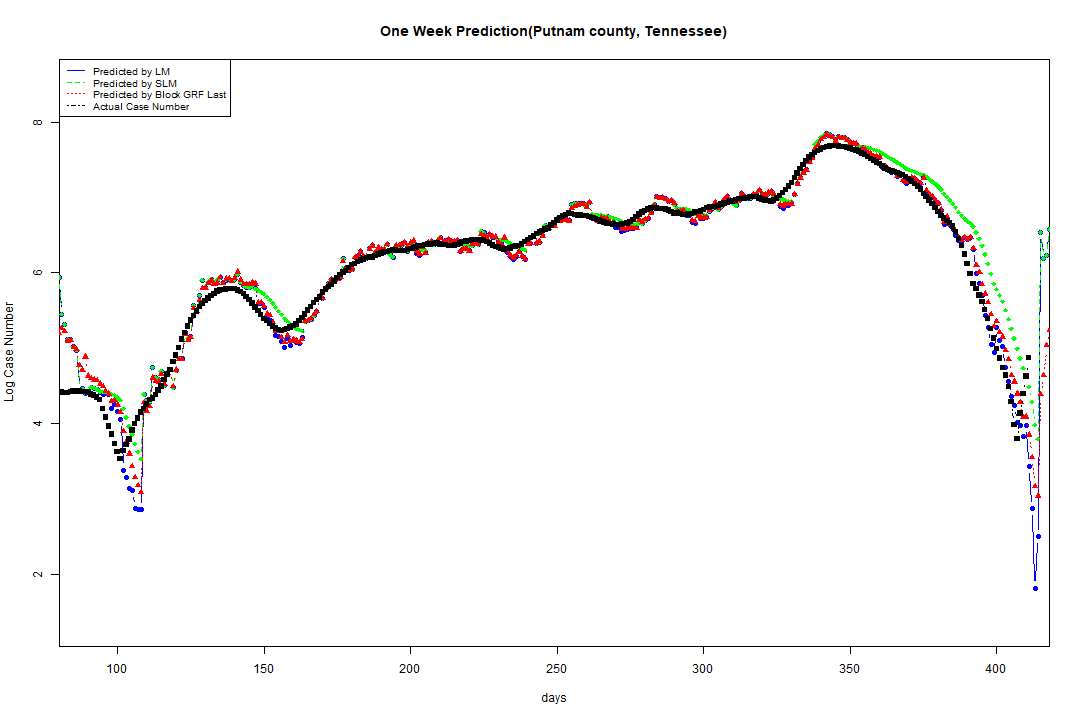 One Week Prediction(Putnam county, Tennessee)
Predicted by LM
Predicted by SLM
Predicted by Block GRF Last
Actual Case Number
8
6
4
2
Log Case Number
100 150 200 250 300 350 400
days